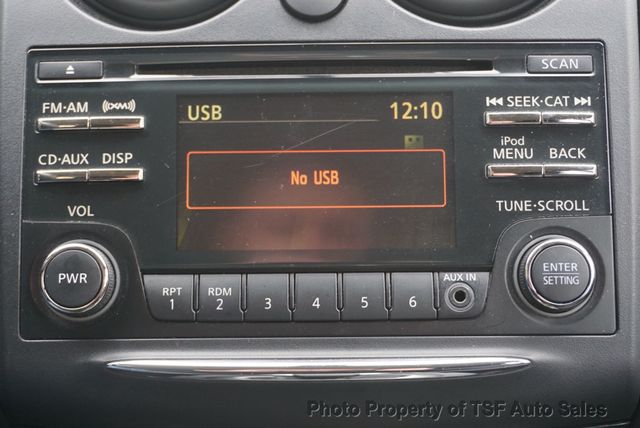 SCAN
FM·AM
((XM))
USB
12:10
SEEK·CAT
CD·AUX
DISP
iPod
MENU
BACK
No USB
VOL
TUNE·SCROLL
PWR
RPT
1
RDM
2
3
4
5
6
AUX IN
ENTER
SETTING
Photo Property of TSF Auto Sales